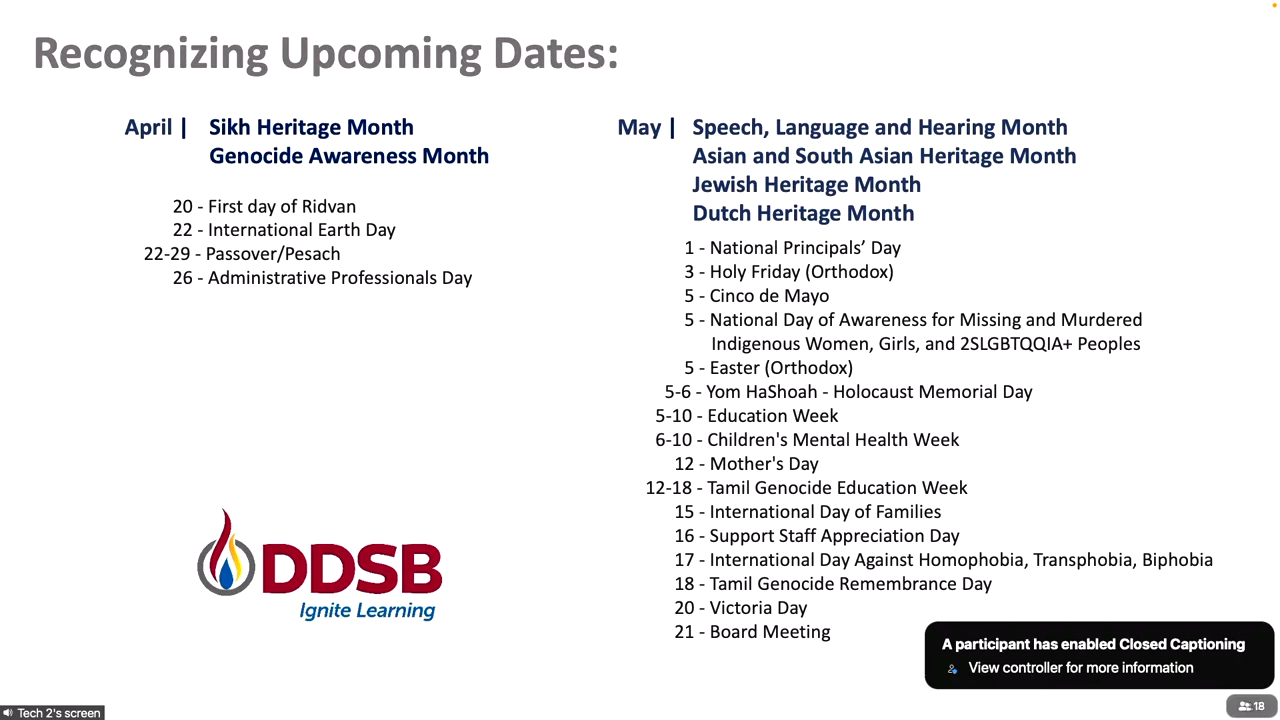 Recognizing Upcoming Dates:
April | Sikh Heritage Month
Genocide Awareness Month
20 - First day of Ridvan
22 - International Earth Day
22-29 - Passover/Pesach
26 - Administrative Professionals Day
May | Speech, Language and Hearing Month
Asian and South Asian Heritage Month
Jewish Heritage Month
Dutch Heritage Month
1 - National Principals’ Day
3 - Holy Friday (Orthodox)
5 - Cinco de Mayo
5 - National Day of Awareness for Missing and Murdered
Indigenous Women, Girls, and 2SLGBTQQIA+ Peoples
5 - Easter (Orthodox)
5-6 - Yom HaShoah - Holocaust Memorial Day
5-10 - Education Week
6-10 - Children's Mental Health Week
12 - Mother's Day
12-18 - Tamil Genocide Education Week
15 - International Day of Families
16 - Support Staff Appreciation Day
17 - International Day Against Homophobia, Transphobia, Biphobia
18 - Tamil Genocide Remembrance Day
20 - Victoria Day
21 - Board Meeting
DDSB
Ignite Learning
A participant has enabled Closed Captioning
View controller for more information
Tech 2's screen
18